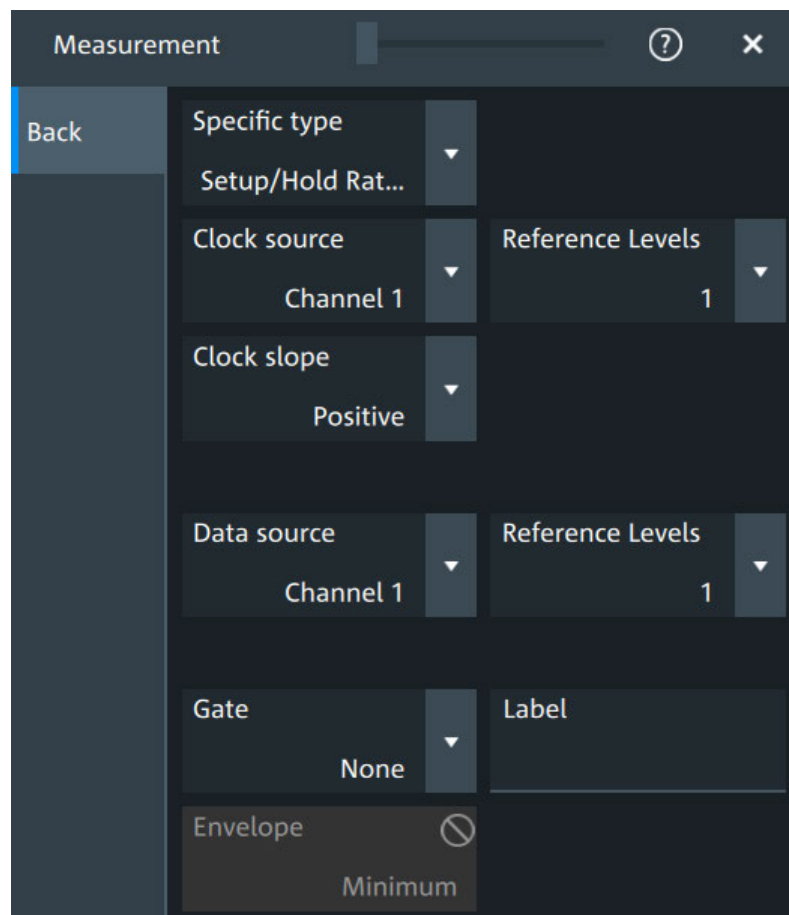 Measurement
Back
Specific type
Setup/Hold Rat...
Clock source
Reference Levels
Channel 1
1
Clock slope
Positive
Data source
Reference Levels
Channel 1
1
Gate
Label
None
Envelope
Minimum